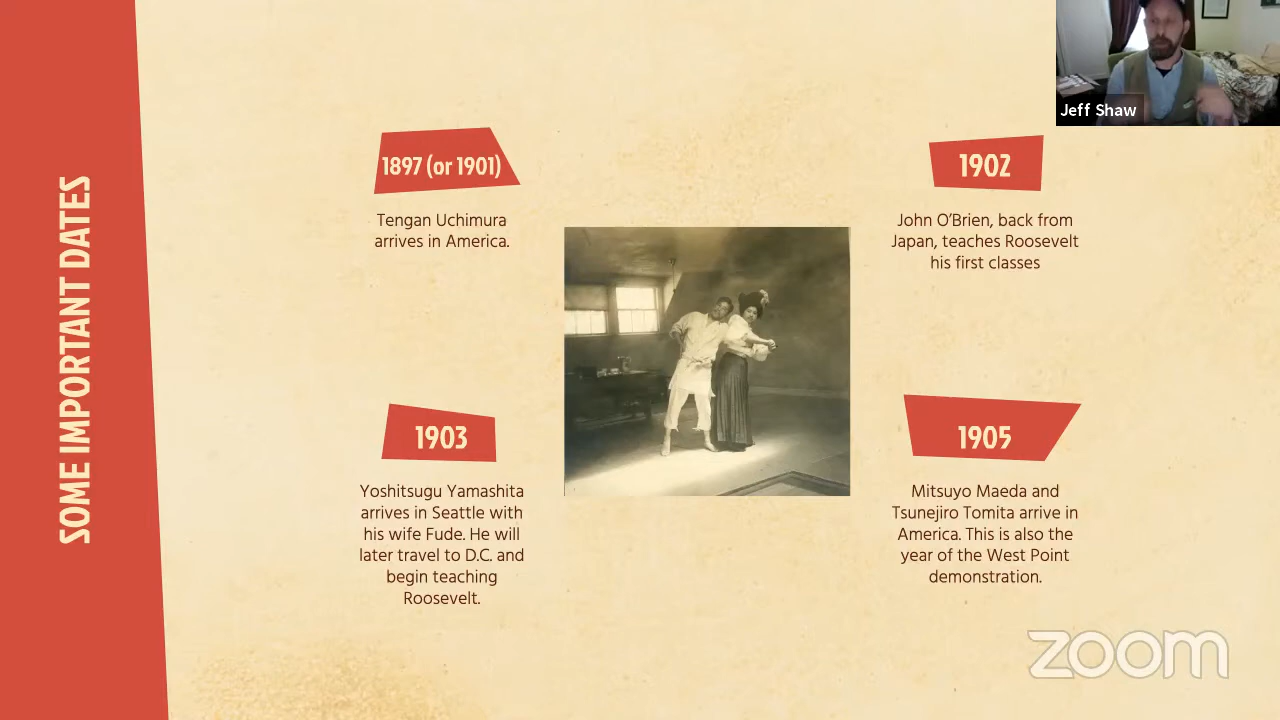 SOME IMPORTANT DATES
1897 (or 1901)
Tengan Uchimura
arrives in America.
1902
John O’Brien, back from
Japan, teaches Roosevelt
his first classes
1903
Yoshitsugu Yamashita
arrives in Seattle with
his wife Fude. He will
later travel to D.C. and
begin teaching
Roosevelt.
1905
Mitsuyo Maeda and
Tsunejiro Tomita arrive in
America. This is also the
year of the West Point
demonstration.
Jeff Shaw
zoom